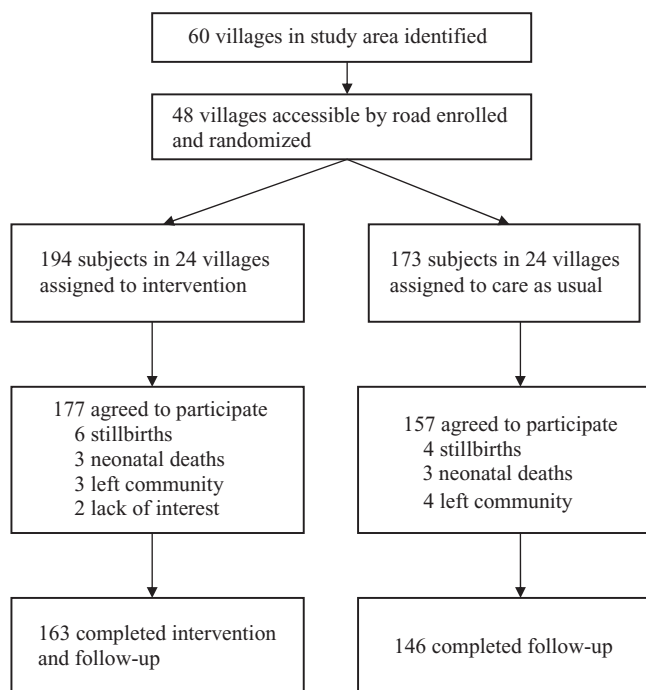 60 villages in study area identified
48 villages accessible by road enrolled
and randomized
194 subjects in 24 villages
assigned to intervention
173 subjects in 24 villages
assigned to care as usual
177 agreed to participate
6 stillbirths
3 neonatal deaths
3 left community
2 lack of interest
157 agreed to participate
4 stillbirths
3 neonatal deaths
4 left community
163 completed intervention
and follow-up
146 completed follow-up